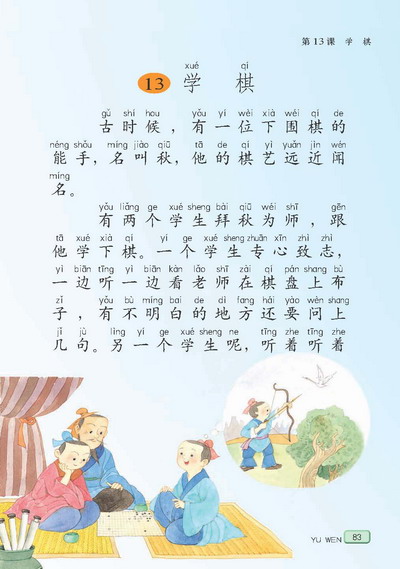 第13课 学 棋
xué qí
13 学 棋
gǔ shí hou yǒu yí wèi xià wéi qí de
古时候，有一位下围棋的
néng shǒu míng jiào qiū tā de qí yì yuǎn jìn wén
能手，名叫秋，他的棋艺远近闻
míng
名。
yǒu liǎng ge xué sheng bài qiū wéi shī gēn
有两个学生拜秋为师，跟
tā xué xià qí yí ge xué sheng zhuān xīn zhì zhì
他学下棋。一个学生专心致志，
yì biān tīng yì biān kàn lǎo shī zài qí pán shang bù
一边听一边看老师在棋盘上布
zǐ yǒu bù míng bai de dì fang hái yào wèn shang
子，有不明白的地方还要问上
jǐ jù lìng yí ge xué sheng ne tīng zhe tīng zhe
几句。另一个学生呢，听着听着
YU WEN 83